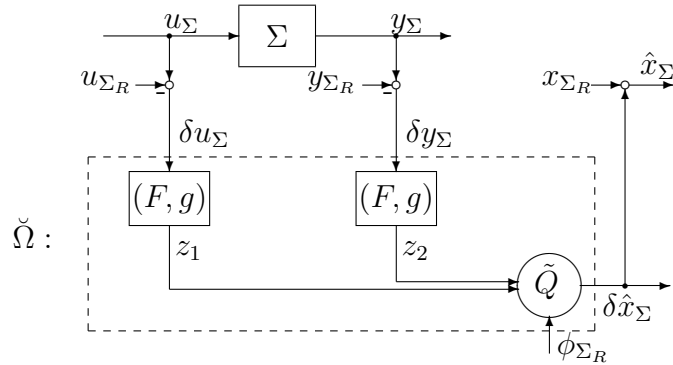 u_Σ Σ y_Σ
u_{Σ_R} - y_{Σ_R} - x_{Σ_R} x̂_Σ
δu_Σ δy_Σ
(F, g) (F, g)
Ω̆ : z_1 z_2
Q̃ δx̂_Σ
ϕ_{Σ_R}